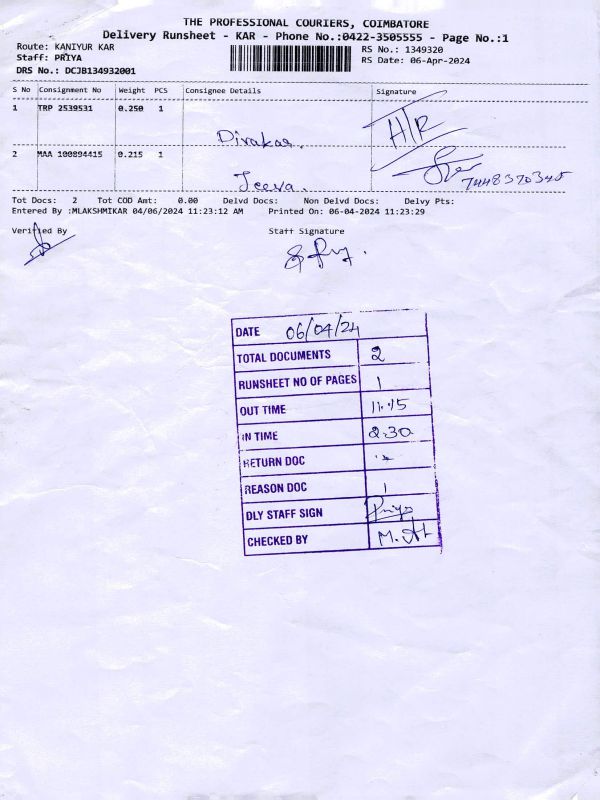 THE PROFESSIONAL COURIERS, COIMBATORE
Delivery Runsheet - KAR - Phone No.:0422-3505555 - Page No.:1
Route: KANIYUR KAR
Staff: PRIYA
DRS No.: DCJB134932001
RS No.: 1349320
RS Date: 06-Apr-2024
S No Consignment No Weight PCS Consignee Details Signature
1 TRP 2539531 0.250 1
Divakar. H/R
2 MAA 100894415 0.215 1
Jeeva. 7448370345
Tot Docs: 2 Tot COD Amt: 0.00 Delvd Docs: Non Delvd Docs: Delvy Pts:
Entered By :MLAKSHMIKAR 04/06/2024 11:23:12 AM Printed On: 06-04-2024 11:23:29
Verified By Staff Signature
DATE 06/04/24
TOTAL DOCUMENTS 2
RUNSHEET NO OF PAGES 1
OUT TIME 11.15
IN TIME 2.30
RETURN DOC
REASON DOC 1
DLY STAFF SIGN Priya
CHECKED BY